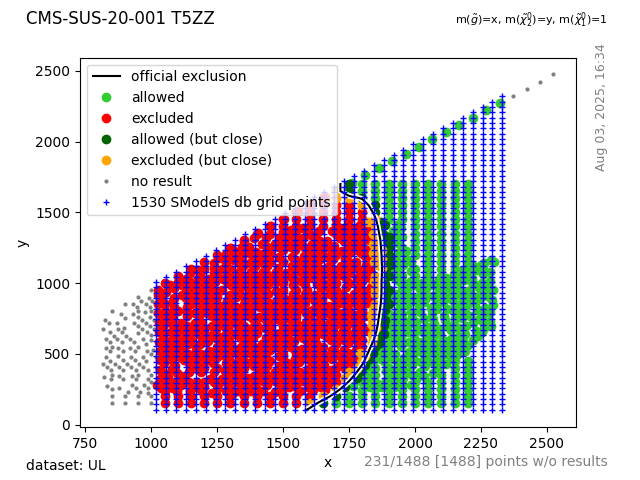 CMS-SUS-20-001 T5ZZ
m(g̃)=x, m(χ̃⁰₂)=y, m(χ̃⁰₁)=1
Aug 03, 2025, 16:34
official exclusion
allowed
excluded
allowed (but close)
excluded (but close)
no result
1530 SModelS db grid points
y
2500
2000
1500
1000
500
0
750 1000 1250 1500 1750 2000 2250 2500
x
dataset: UL
231/1488 [1488] points w/o results